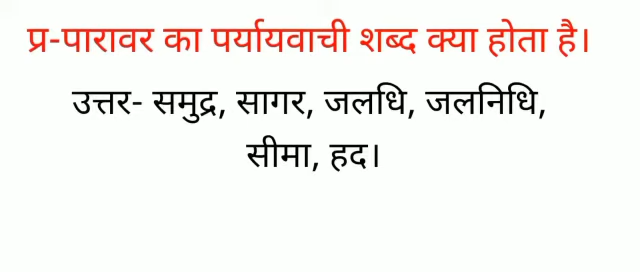 प्र-पारावर का पर्यायवाची शब्द क्या होता है।
उत्तर- समुद्र, सागर, जलधि, जलनिधि,
सीमा, हद।